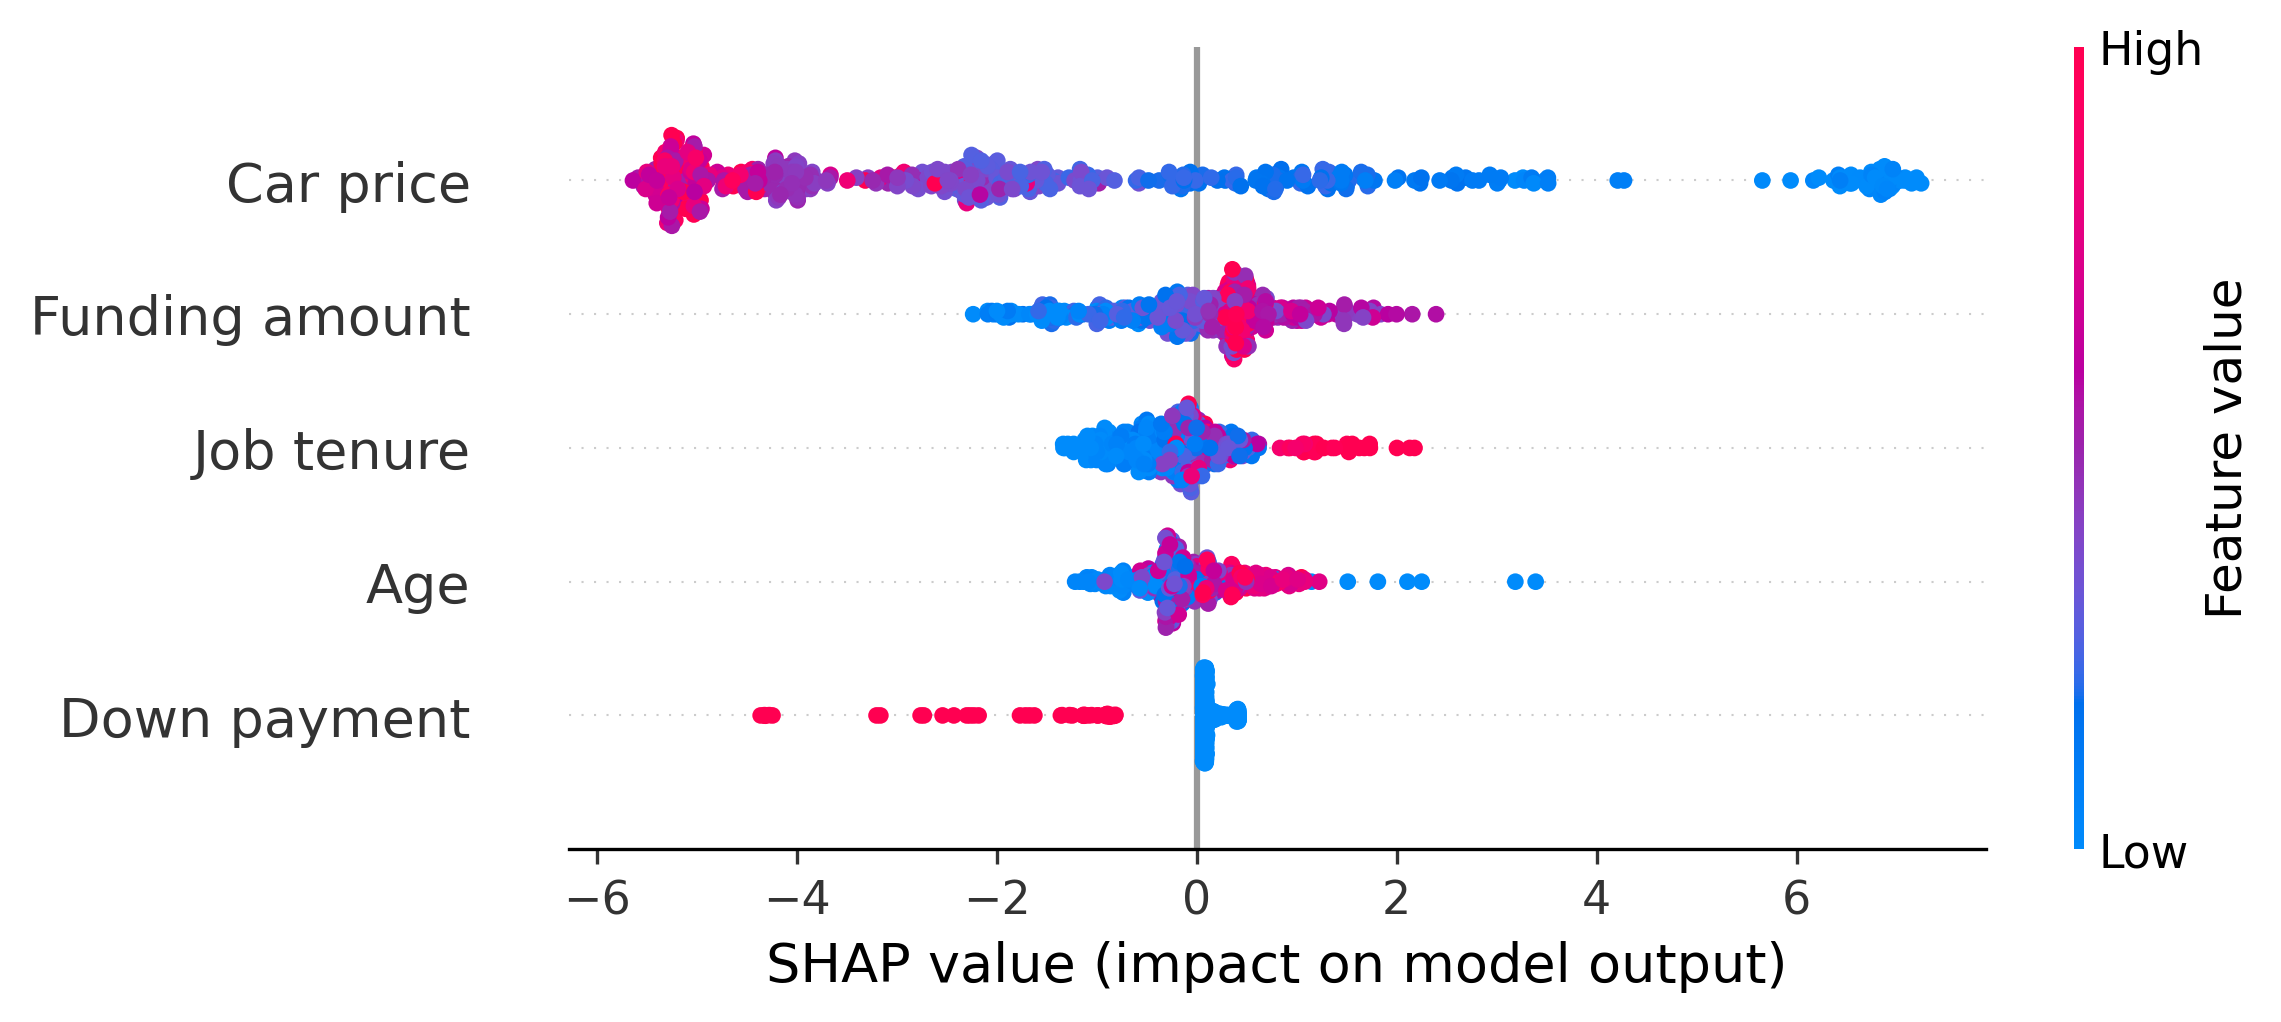 High
Car price
Funding amount
Job tenure
Age
Down payment
Feature value
Low
−6 −4 −2 0 2 4 6
SHAP value (impact on model output)